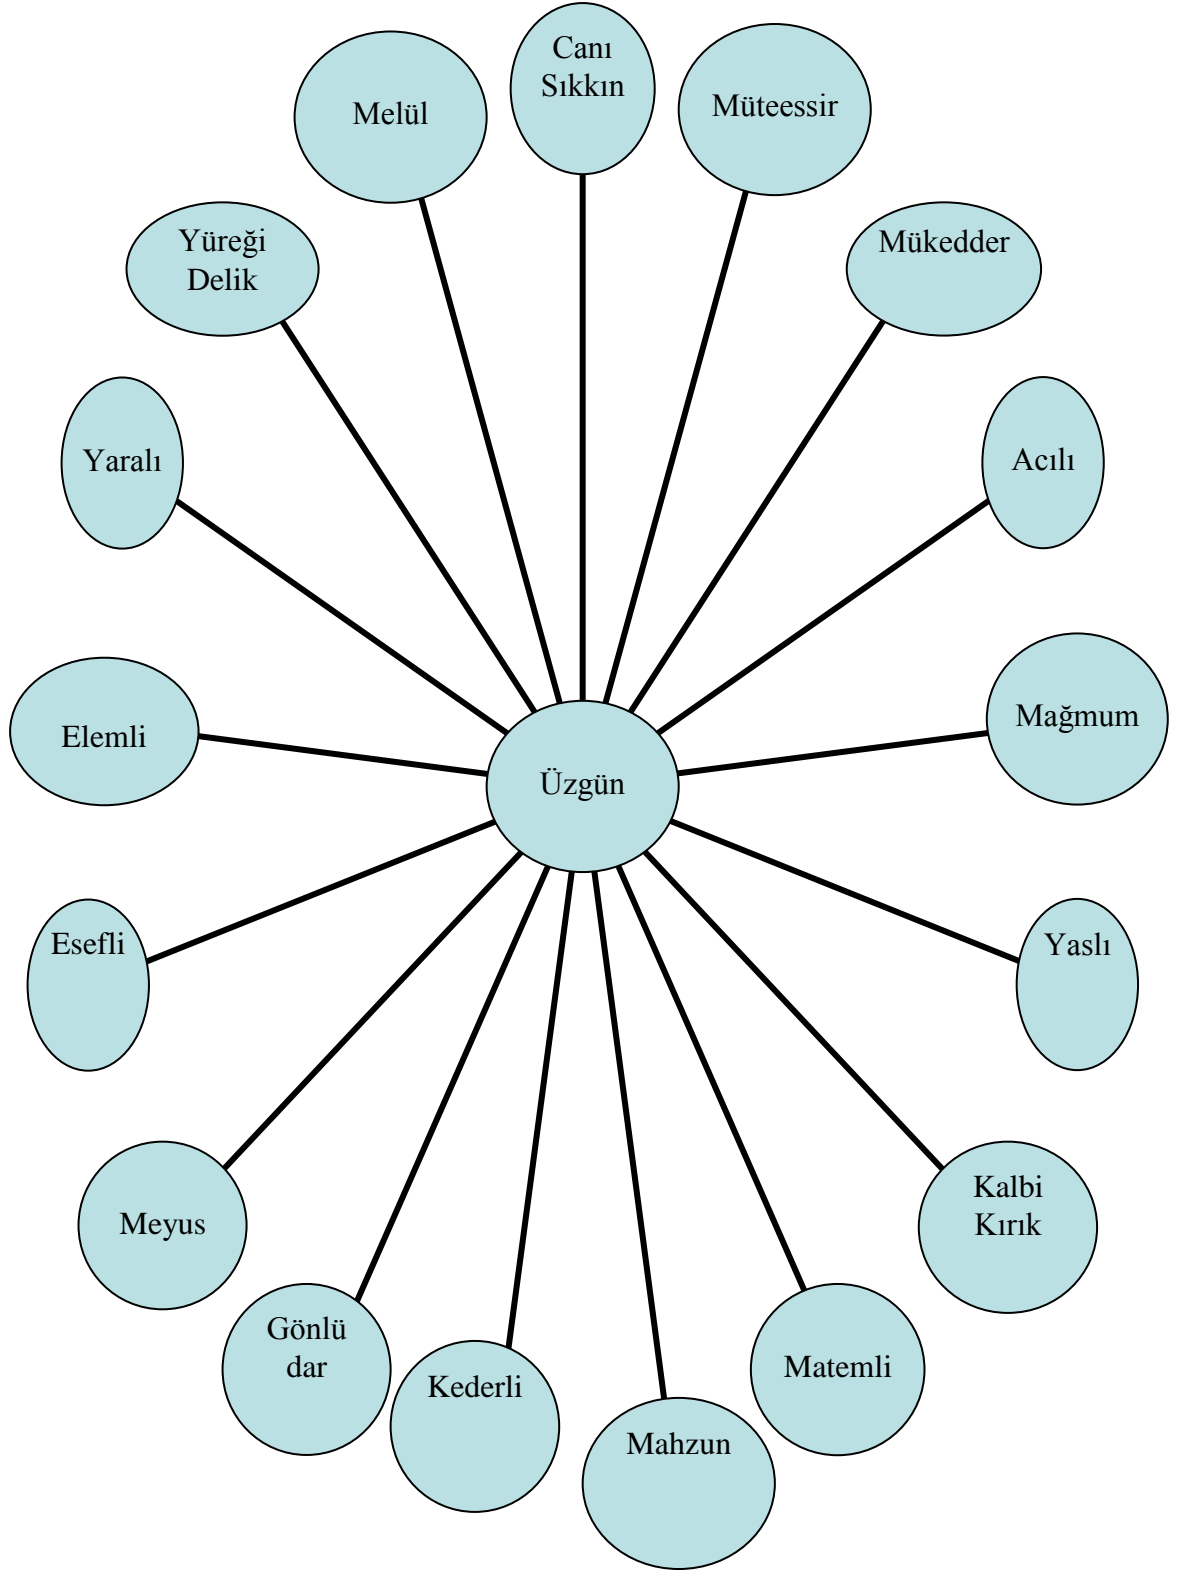 Canı
Sıkkın
Melül
Müteessir
Yüreği
Delik
Mükedder
Yaralı
Acılı
Elemli
Mağmum
Üzgün
Esefli
Yaslı
Meyus
Kalbi
Kırık
Gönlü
dar
Kederli
Matemli
Mahzun